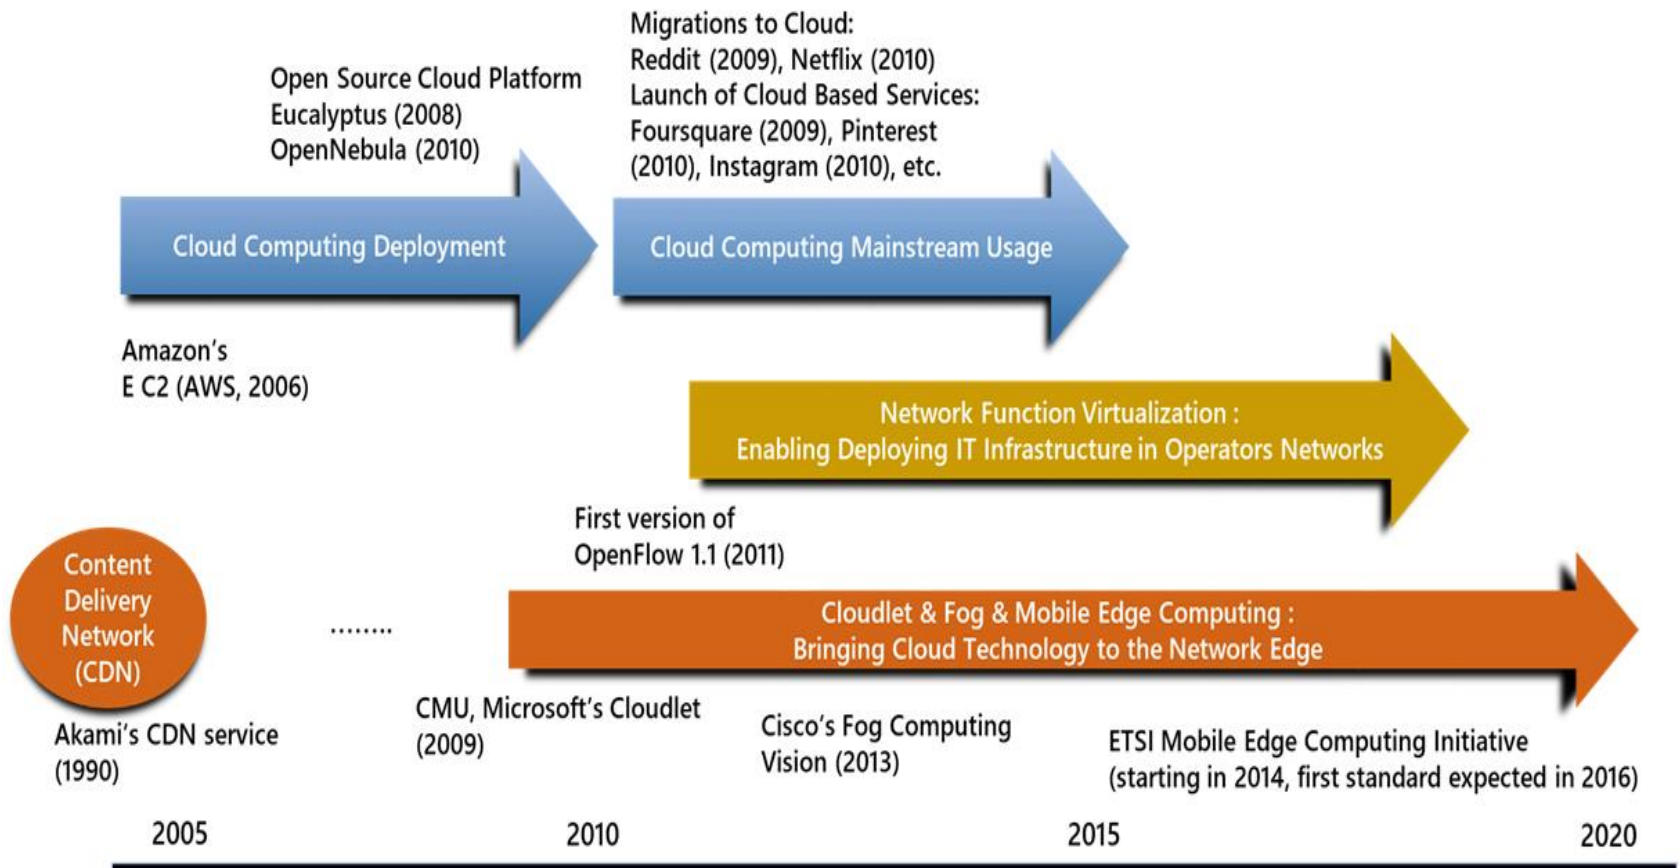 Migrations to Cloud:
Reddit (2009), Netflix (2010)
Launch of Cloud Based Services:
Foursquare (2009), Pinterest
(2010), Instagram (2010), etc.
Open Source Cloud Platform
Eucalyptus (2008)
OpenNebula (2010)
Cloud Computing Deployment
Cloud Computing Mainstream Usage
Amazon's
E C2 (AWS, 2006)
Network Function Virtualization :
Enabling Deploying IT Infrastructure in Operators Networks
First version of
OpenFlow 1.1 (2011)
Content
Delivery
Network
(CDN)
........
Cloudlet & Fog & Mobile Edge Computing :
Bringing Cloud Technology to the Network Edge
Akami's CDN service
(1990)
CMU, Microsoft's Cloudlet
(2009)
Cisco's Fog Computing
Vision (2013)
ETSI Mobile Edge Computing Initiative
(starting in 2014, first standard expected in 2016)
2005 2010 2015 2020